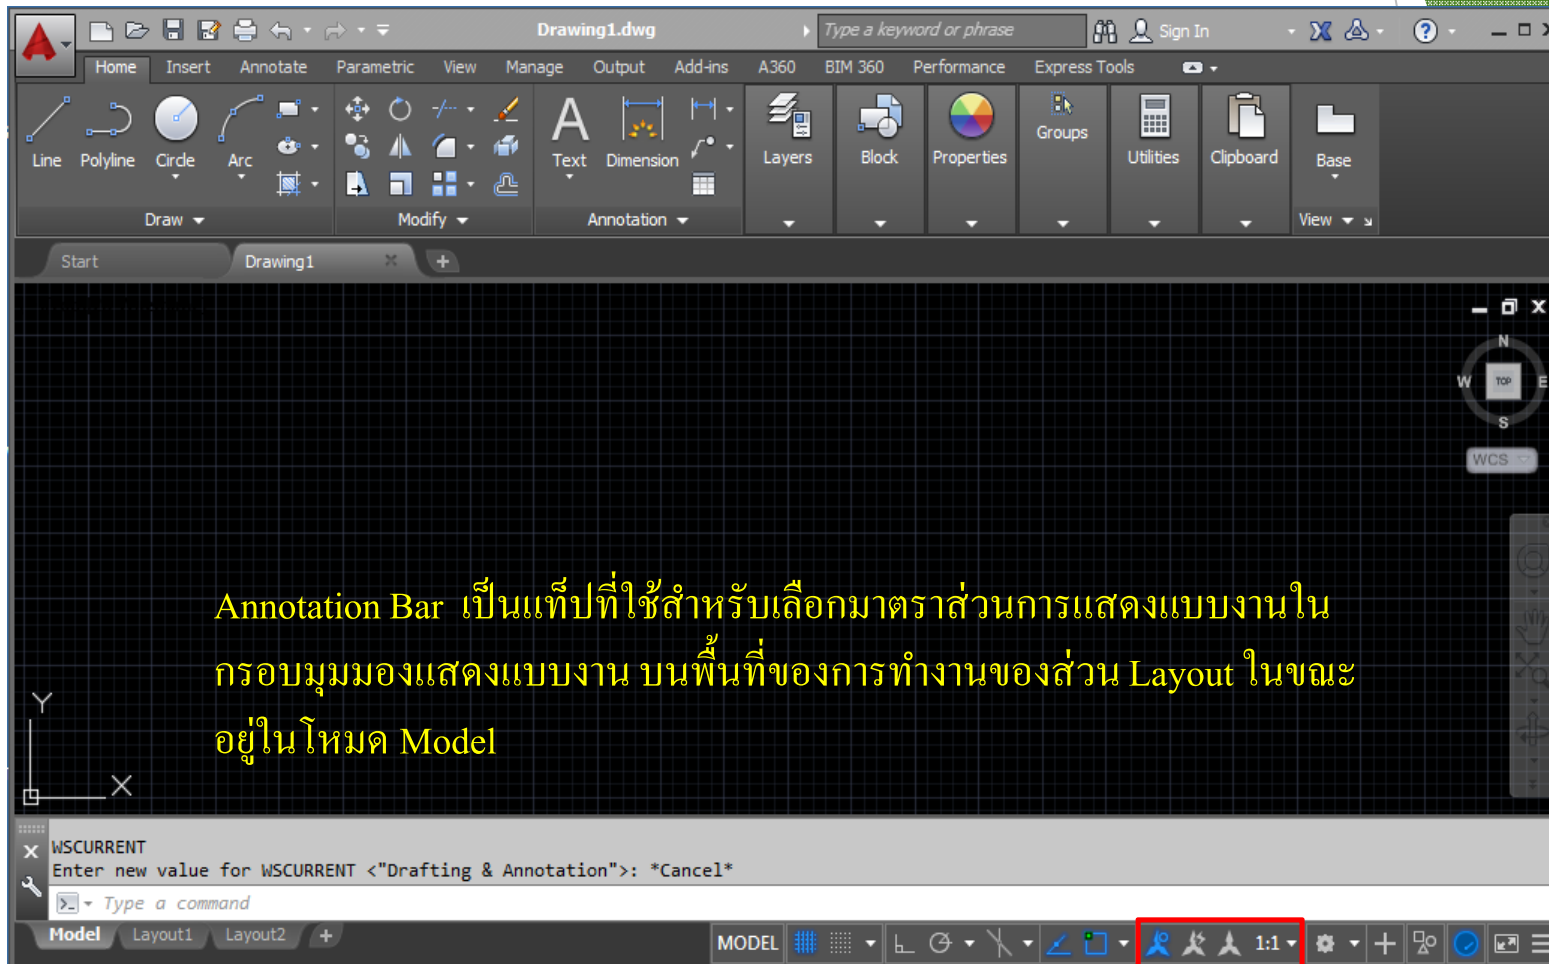 Drawing1.dwg
Type a keyword or phrase
Sign In
Home Insert Annotate Parametric View Manage Output Add-ins A360 BIM 360 Performance Express Tools
Line Polyline Circle Arc
Text Dimension
Layers Block Properties Groups Utilities Clipboard Base
Draw Modify Annotation View
Start Drawing1
N
W TOP E
S
WCS
Annotation Bar เป็นแท็ปที่ใช้สำหรับเลือกมาตราส่วนการแสดงแบบงานใน
กรอบมุมมองแสดงแบบงาน บนพื้นที่ของการทำงานของส่วน Layout ในขณะ
อยู่ในโหมด Model
Y
X
WSCURRENT
Enter new value for WSCURRENT <"Drafting & Annotation">: *Cancel*
Type a command
Model Layout1 Layout2 +
MODEL 1:1